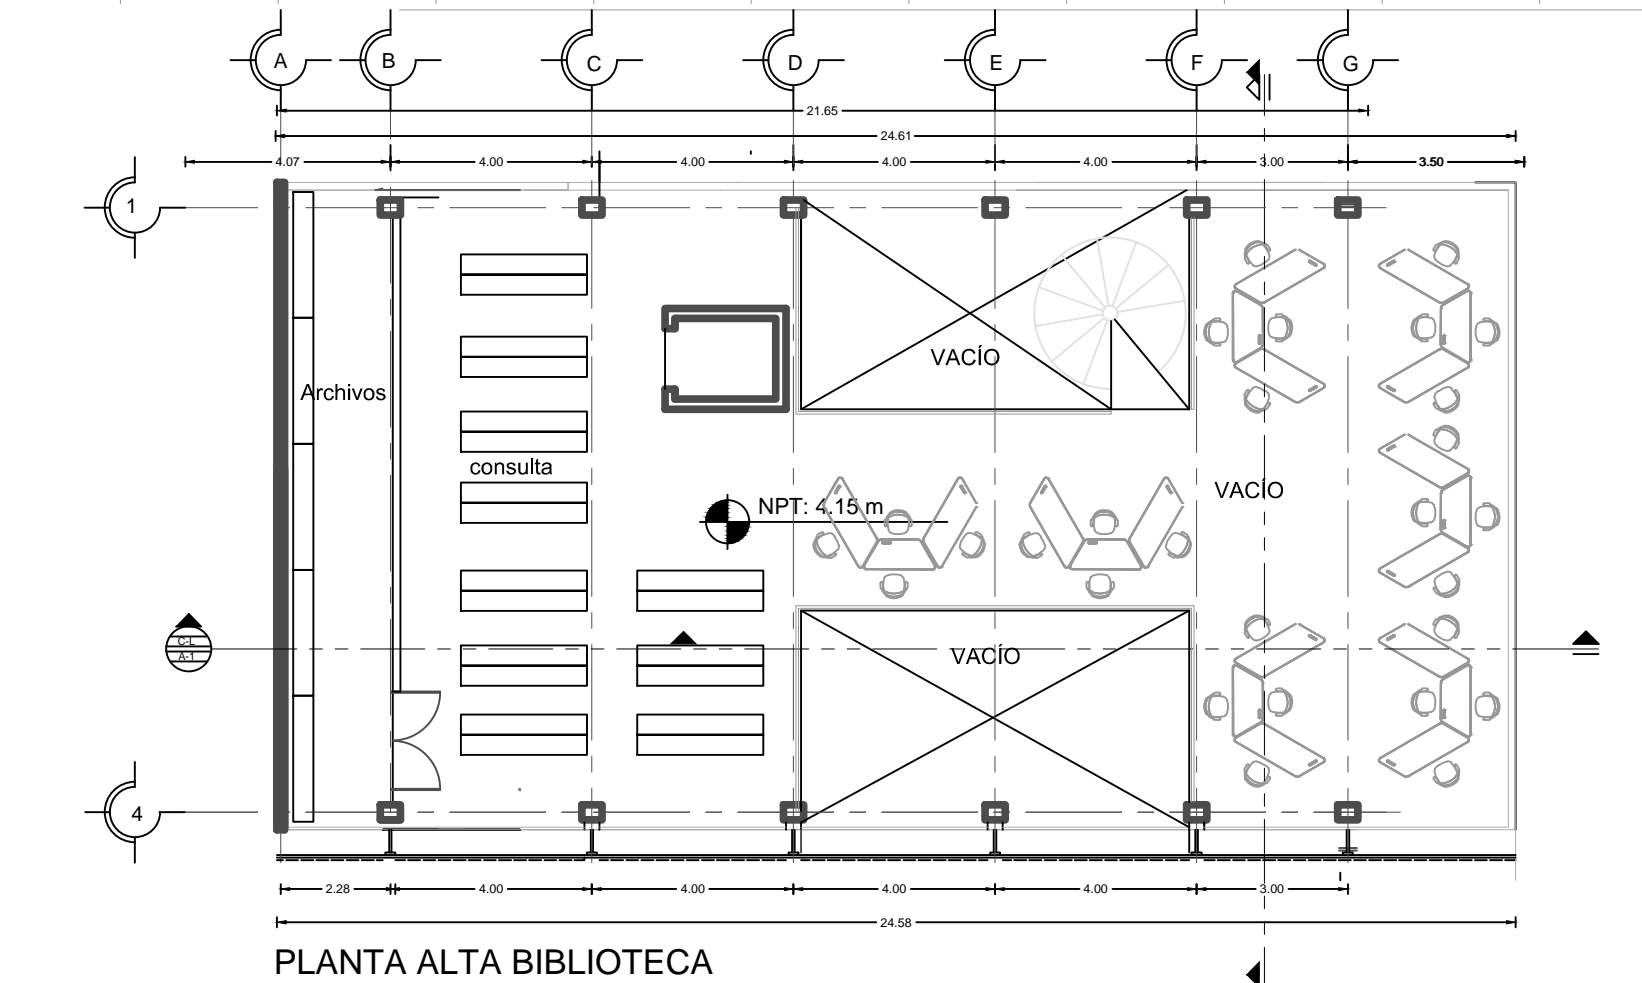 A B C D E F G
21.65
24.61
4.07 4.00 4.00 4.00 4.00 3.00 3.50
1
VACÍO
Archivos
consulta
VACÍO
NPT: 4.15 m
C-L
A-1
VACÍO
4
2.28 4.00 4.00 4.00 4.00 3.00
24.58
PLANTA ALTA BIBLIOTECA